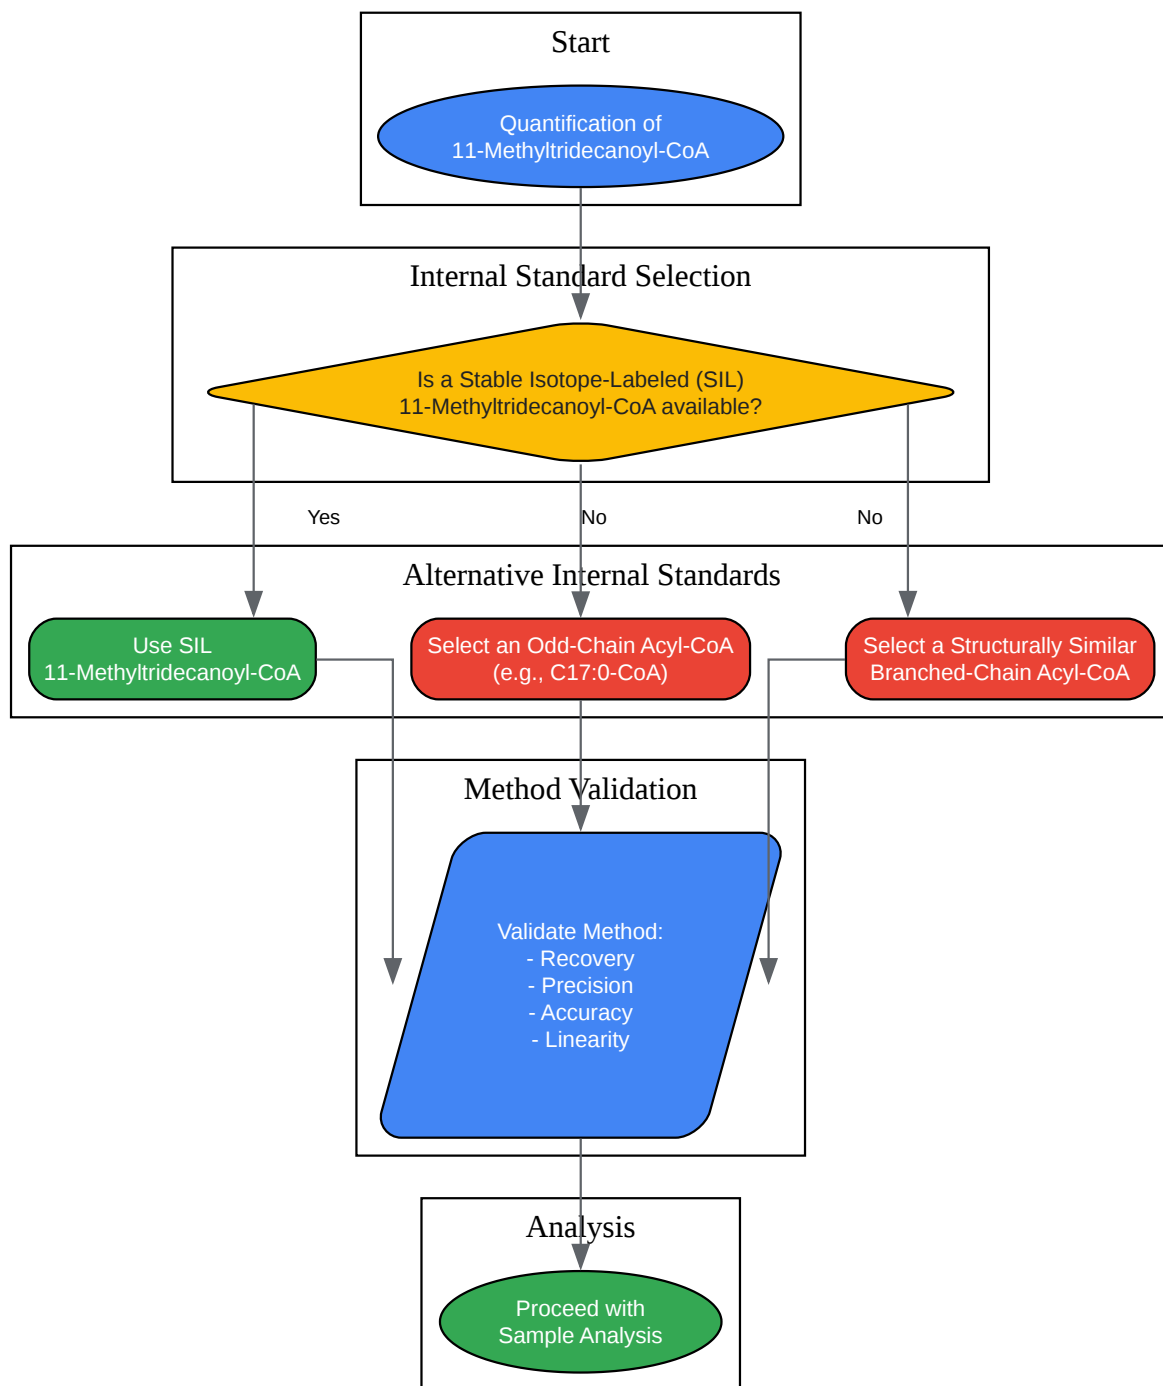 Start
Quantification of
11-Methyltridecanoyl-CoA
Internal Standard Selection
Is a Stable Isotope-Labeled (SIL)
11-Methyltridecanoyl-CoA available?
Yes
No
No
Alternative Internal Standards
Use SIL
11-Methyltridecanoyl-CoA
Select an Odd-Chain Acyl-CoA
(e.g., C17:0-CoA)
Select a Structurally Similar
Branched-Chain Acyl-CoA
Method Validation
Validate Method:
- Recovery
- Precision
- Accuracy
- Linearity
Analysis
Proceed with
Sample Analysis